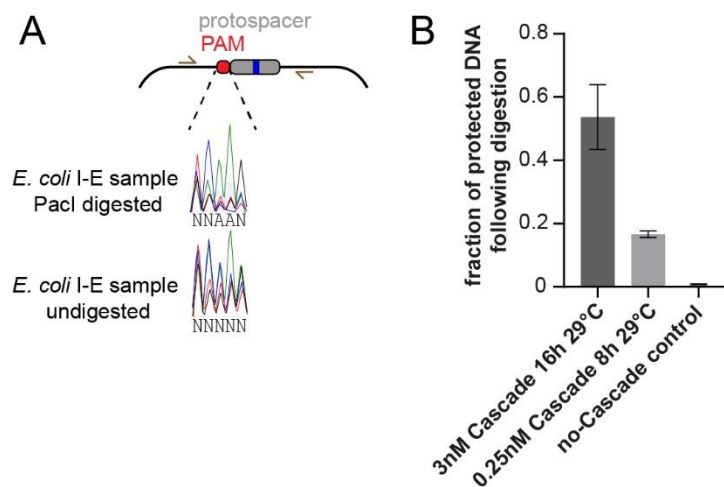 A
protospacer
PAM
E. coli I-E sample
PacI digested
NNAAN
E. coli I-E sample
undigested
NNNNN
B
fraction of protected DNA
following digestion
0.8
0.6
0.4
0.2
0
3nM Cascade 16h 29°C
0.25nM Cascade 8h 29°C
no-Cascade control